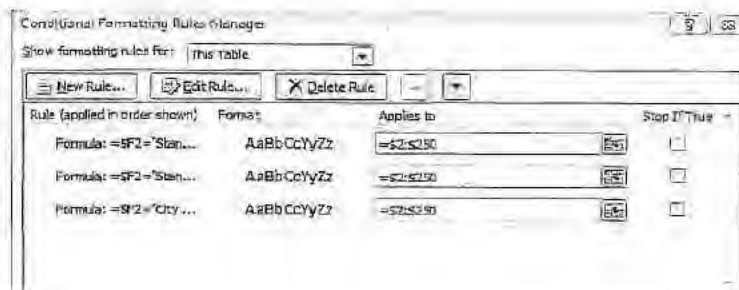 Conditional Formatting Rules Manager
Show formatting rules for: This Table
New Rule... Edit Rule... Delete Rule
Rule (applied in order shown) Format Applies to Stop If True
Formula: =$F2="Stan... AaBbCcYyZz =$2:$250
Formula: =$F2="Stan... AaBbCcYyZz =$2:$250
Formula: =$F2="City ... AaBbCcYyZz =$2:$250